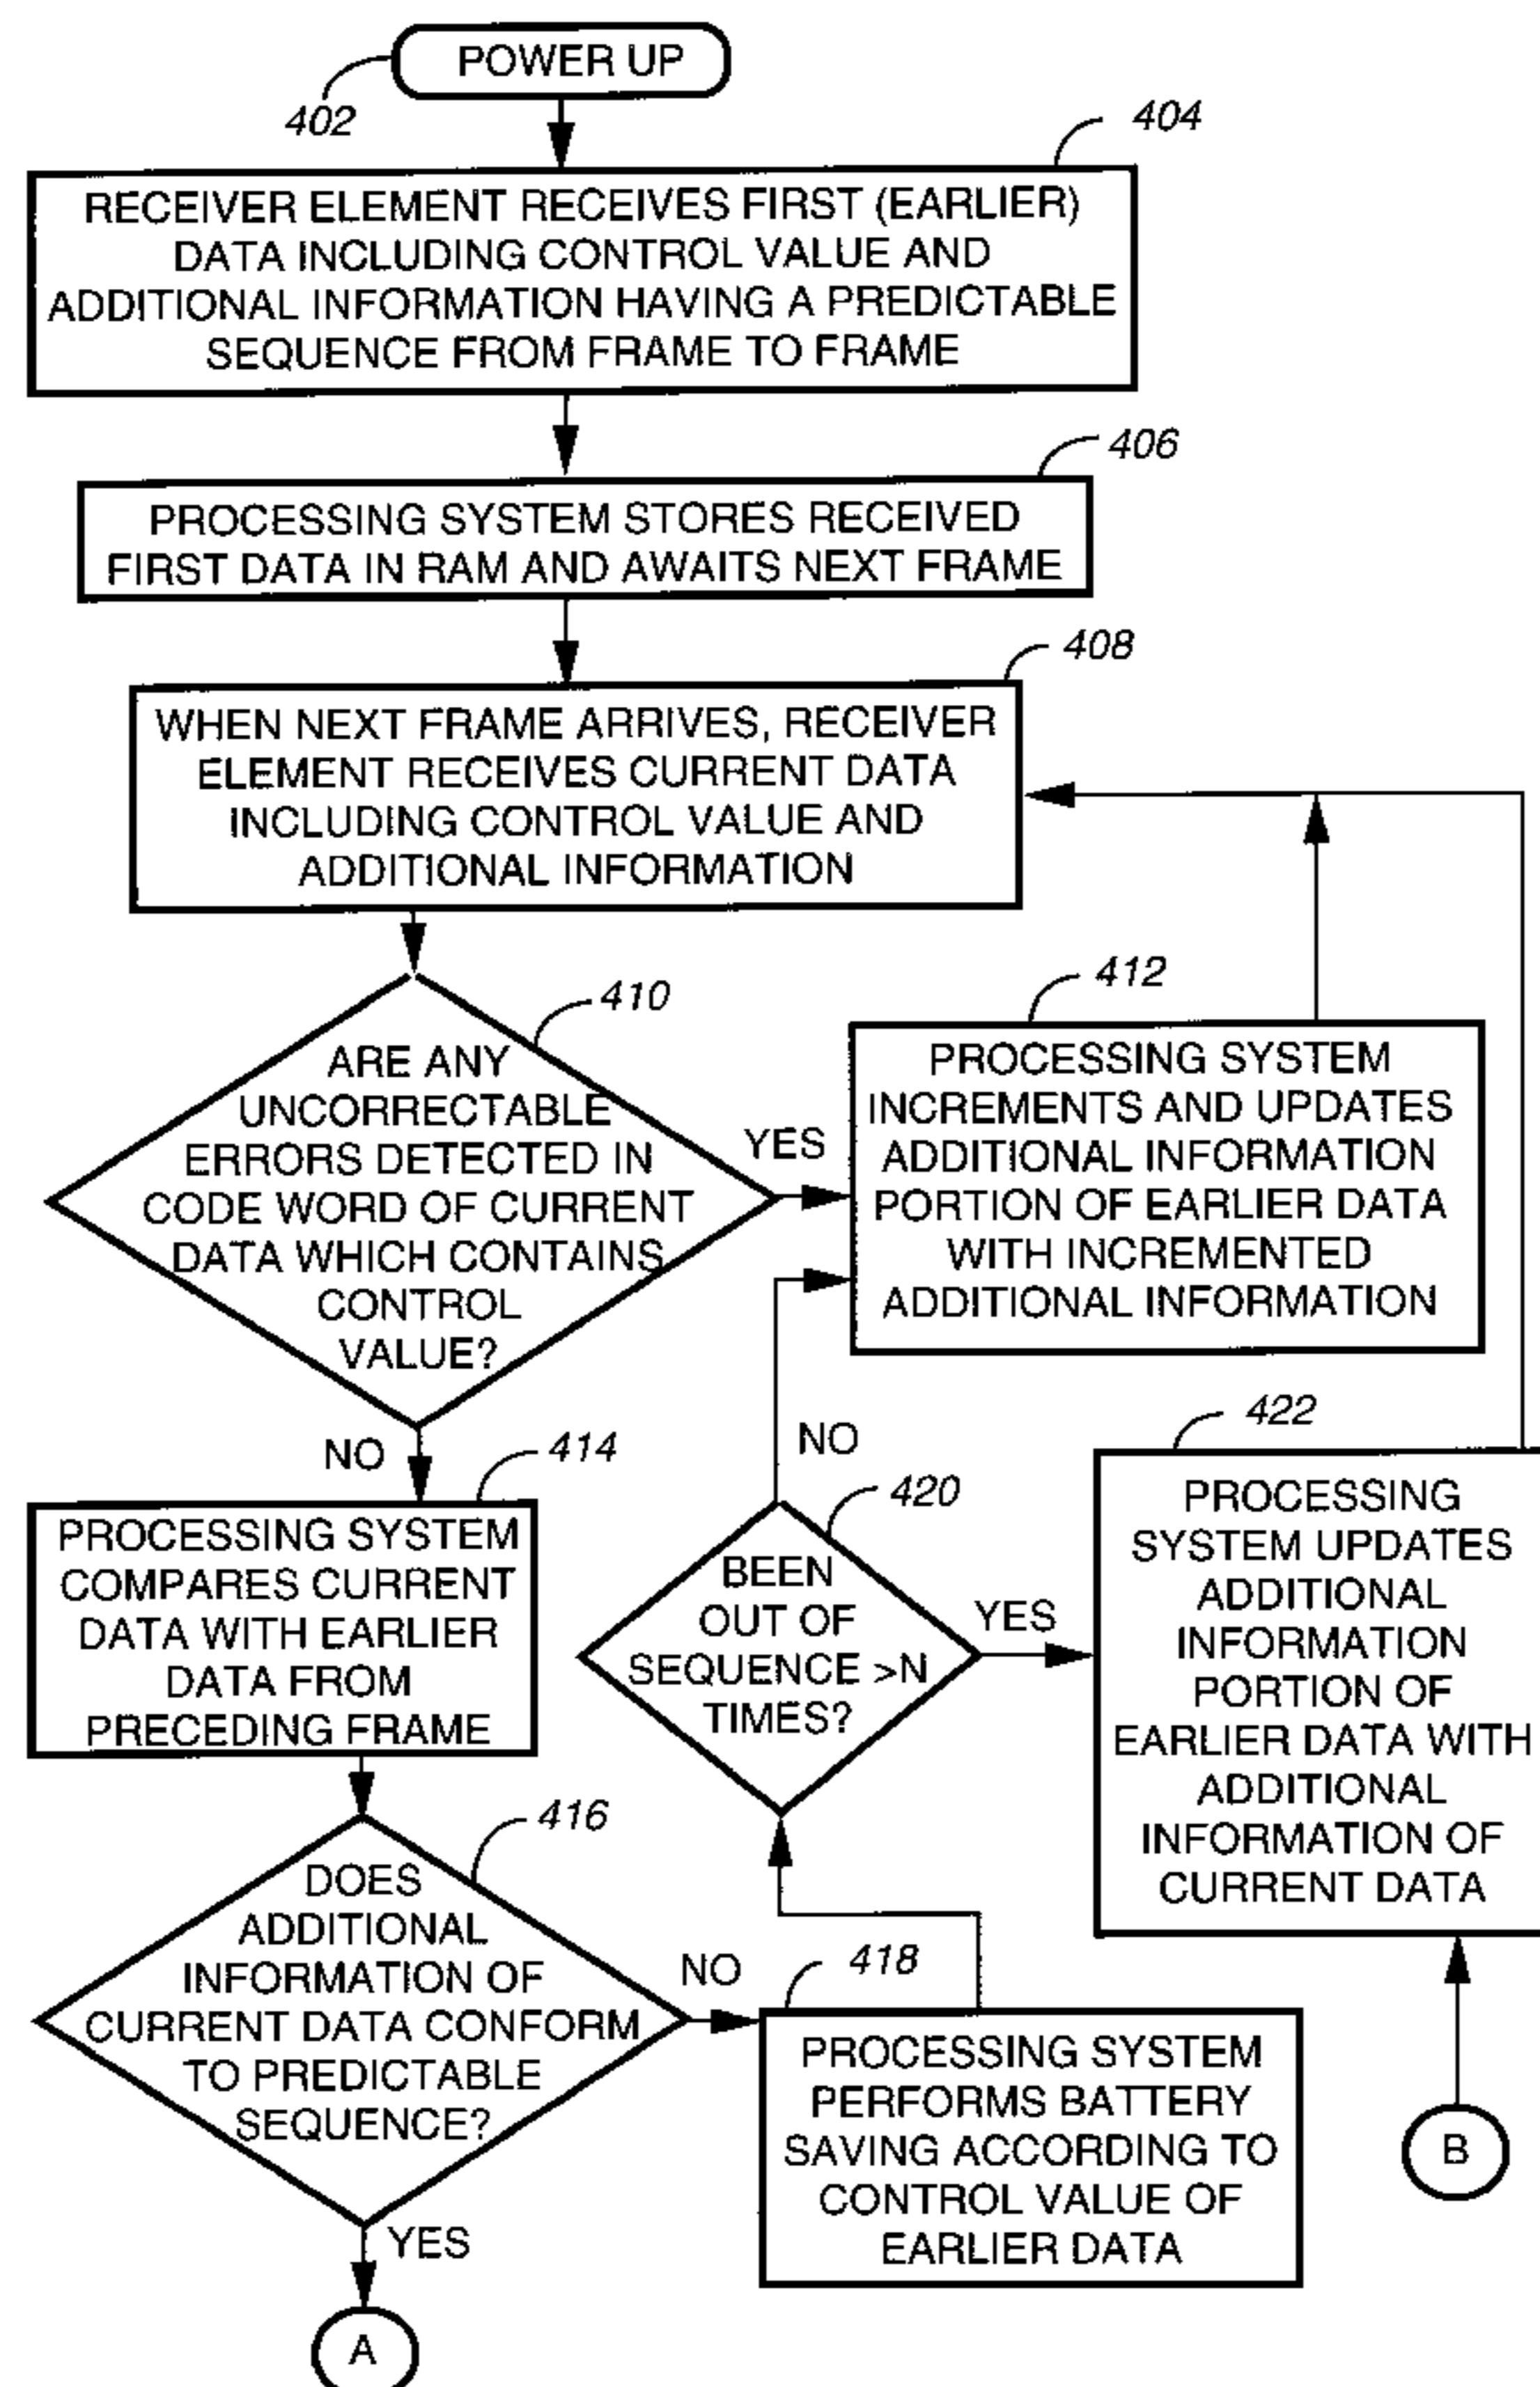 POWER UP
402
404
RECEIVER ELEMENT RECEIVES FIRST (EARLIER)
DATA INCLUDING CONTROL VALUE AND
ADDITIONAL INFORMATION HAVING A PREDICTABLE
SEQUENCE FROM FRAME TO FRAME
406
PROCESSING SYSTEM STORES RECEIVED
FIRST DATA IN RAM AND AWAITS NEXT FRAME
408
WHEN NEXT FRAME ARRIVES, RECEIVER
ELEMENT RECEIVES CURRENT DATA
INCLUDING CONTROL VALUE AND
ADDITIONAL INFORMATION
410
ARE ANY
UNCORRECTABLE
ERRORS DETECTED IN
CODE WORD OF CURRENT
DATA WHICH CONTAINS
CONTROL
VALUE?
YES
412
PROCESSING SYSTEM
INCREMENTS AND UPDATES
ADDITIONAL INFORMATION
PORTION OF EARLIER DATA
WITH INCREMENTED
ADDITIONAL INFORMATION
NO
414
PROCESSING SYSTEM
COMPARES CURRENT
DATA WITH EARLIER
DATA FROM
PRECEDING FRAME
NO
420
BEEN
OUT OF
SEQUENCE >N
TIMES?
YES
422
PROCESSING
SYSTEM UPDATES
ADDITIONAL
INFORMATION
PORTION OF
EARLIER DATA WITH
ADDITIONAL
INFORMATION OF
CURRENT DATA
416
DOES
ADDITIONAL
INFORMATION OF
CURRENT DATA CONFORM
TO PREDICTABLE
SEQUENCE?
NO
418
PROCESSING SYSTEM
PERFORMS BATTERY
SAVING ACCORDING TO
CONTROL VALUE OF
EARLIER DATA
B
YES
A